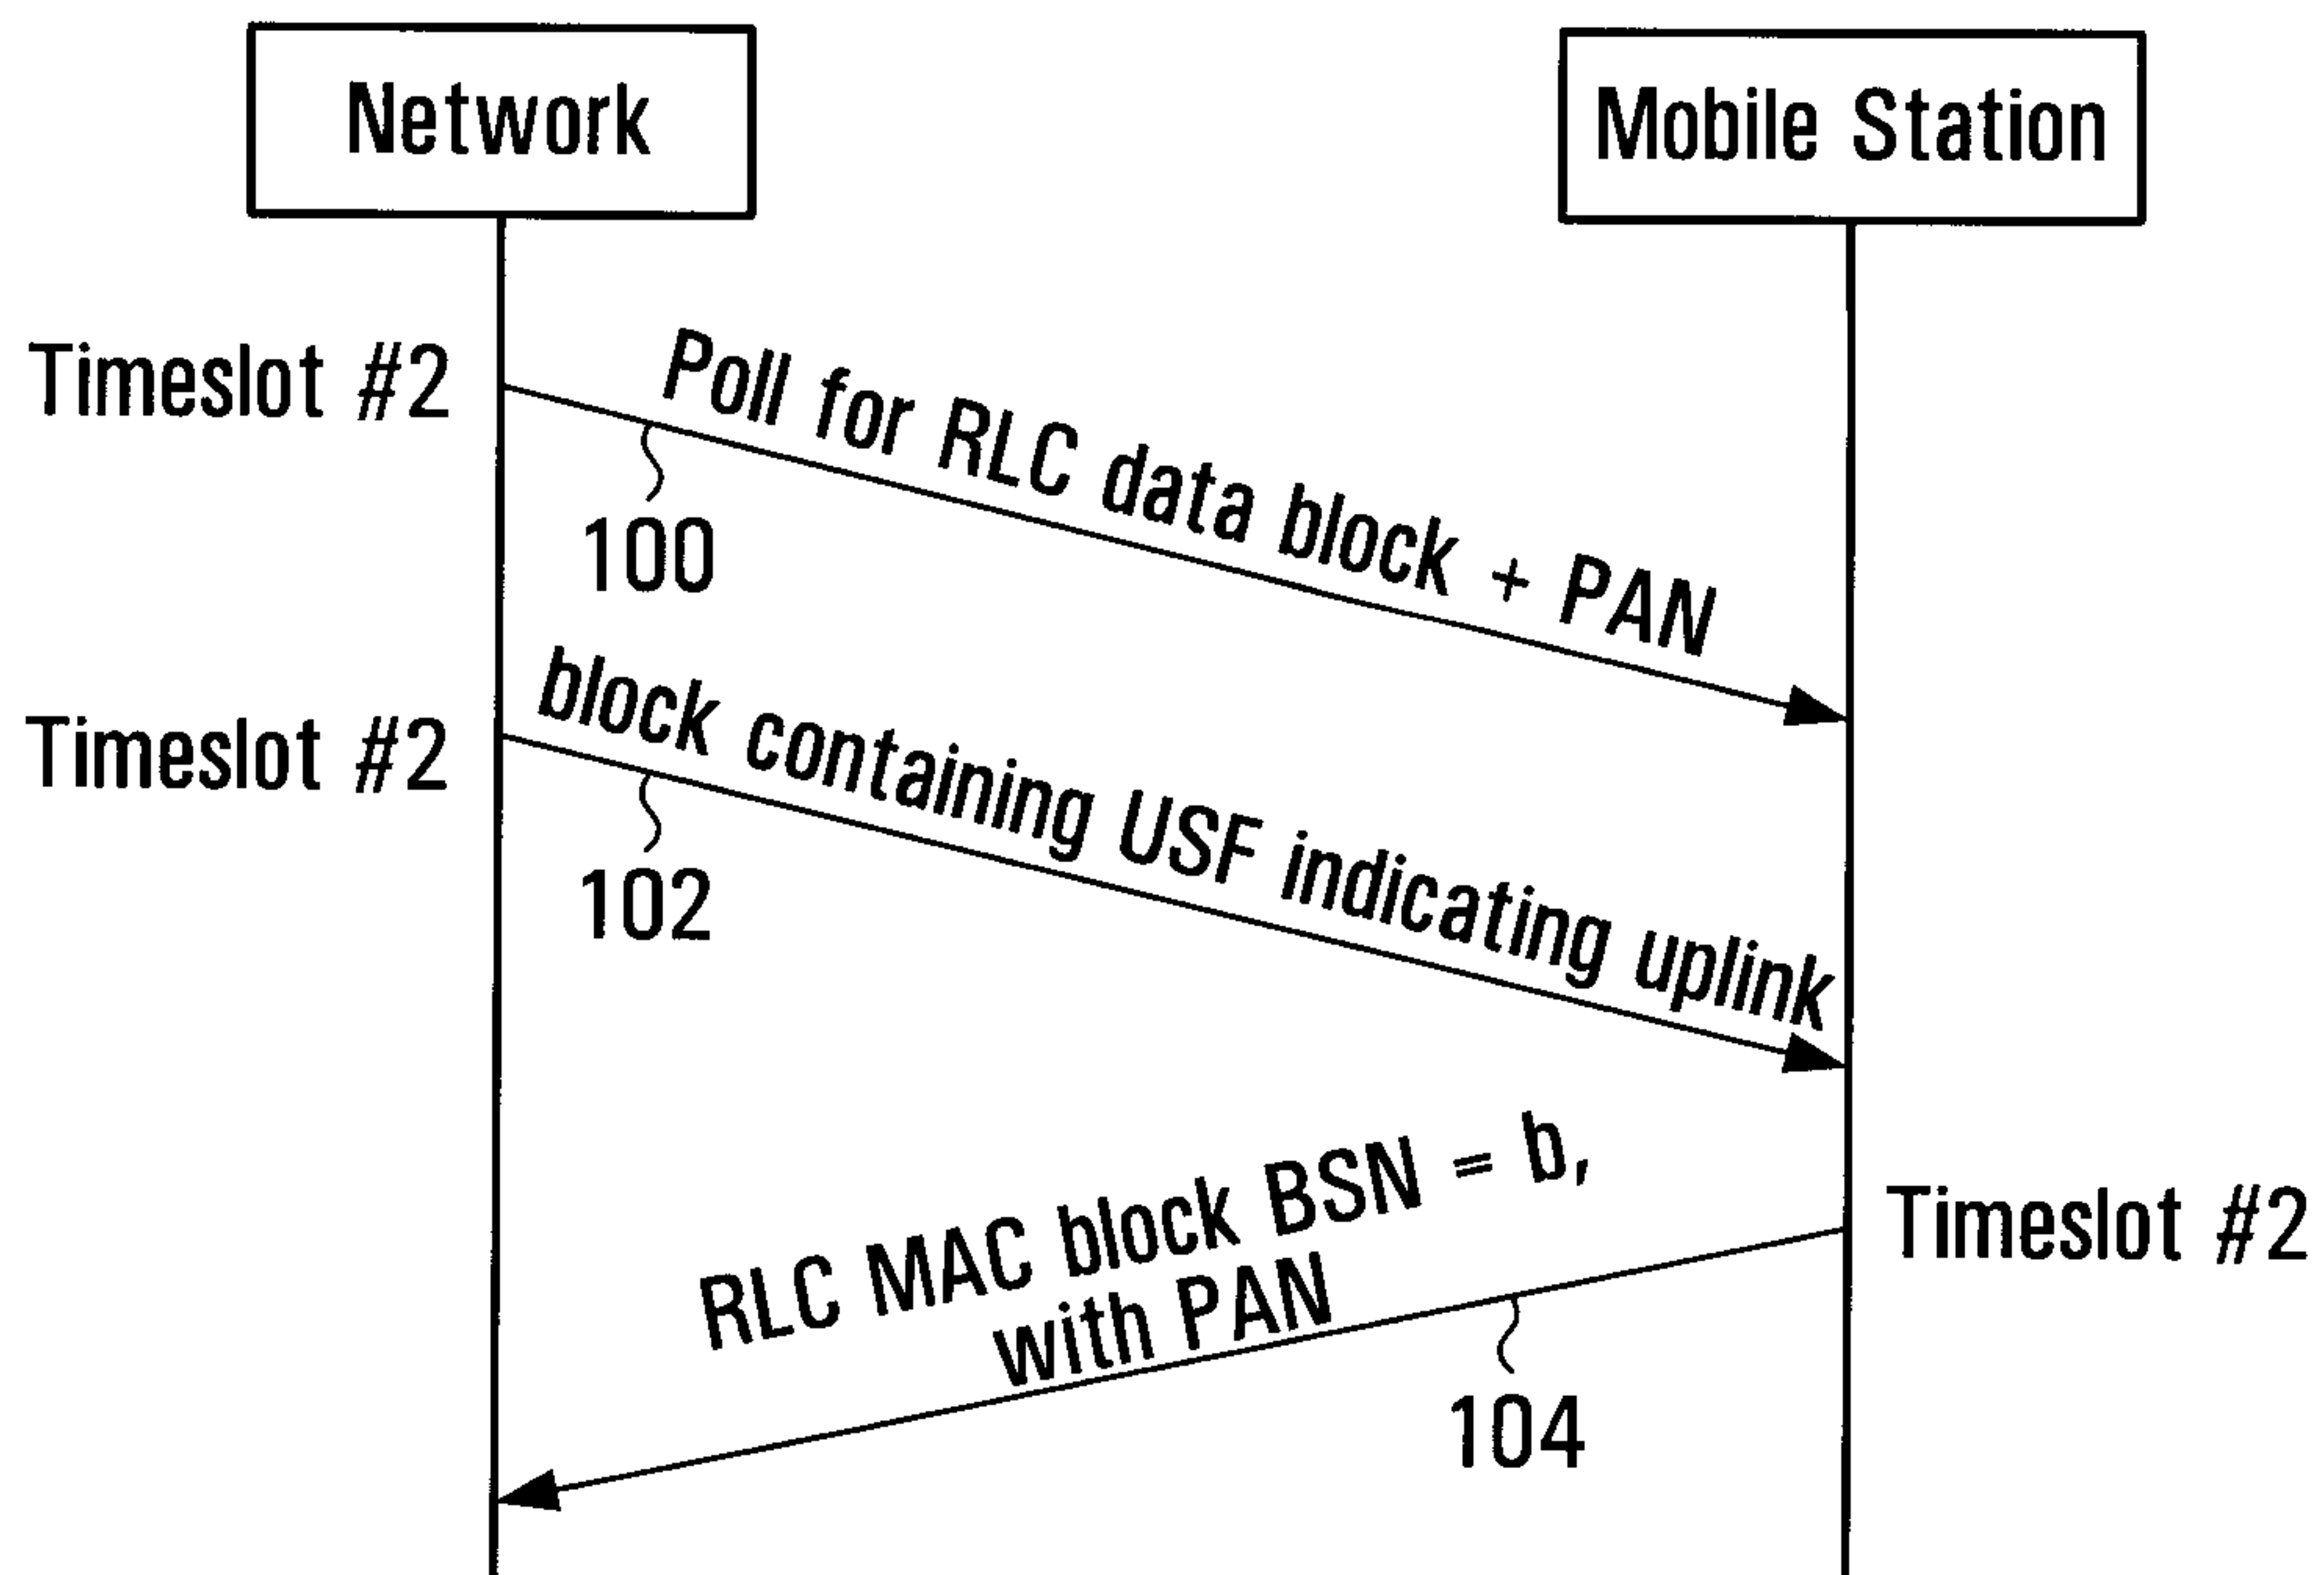 Network
Mobile Station
Timeslot #2
Poll for RLC data block + PAN
100
Timeslot #2
block containing USF indicating uplink
102
RLC MAC block BSN = b,
with PAN
Timeslot #2
104